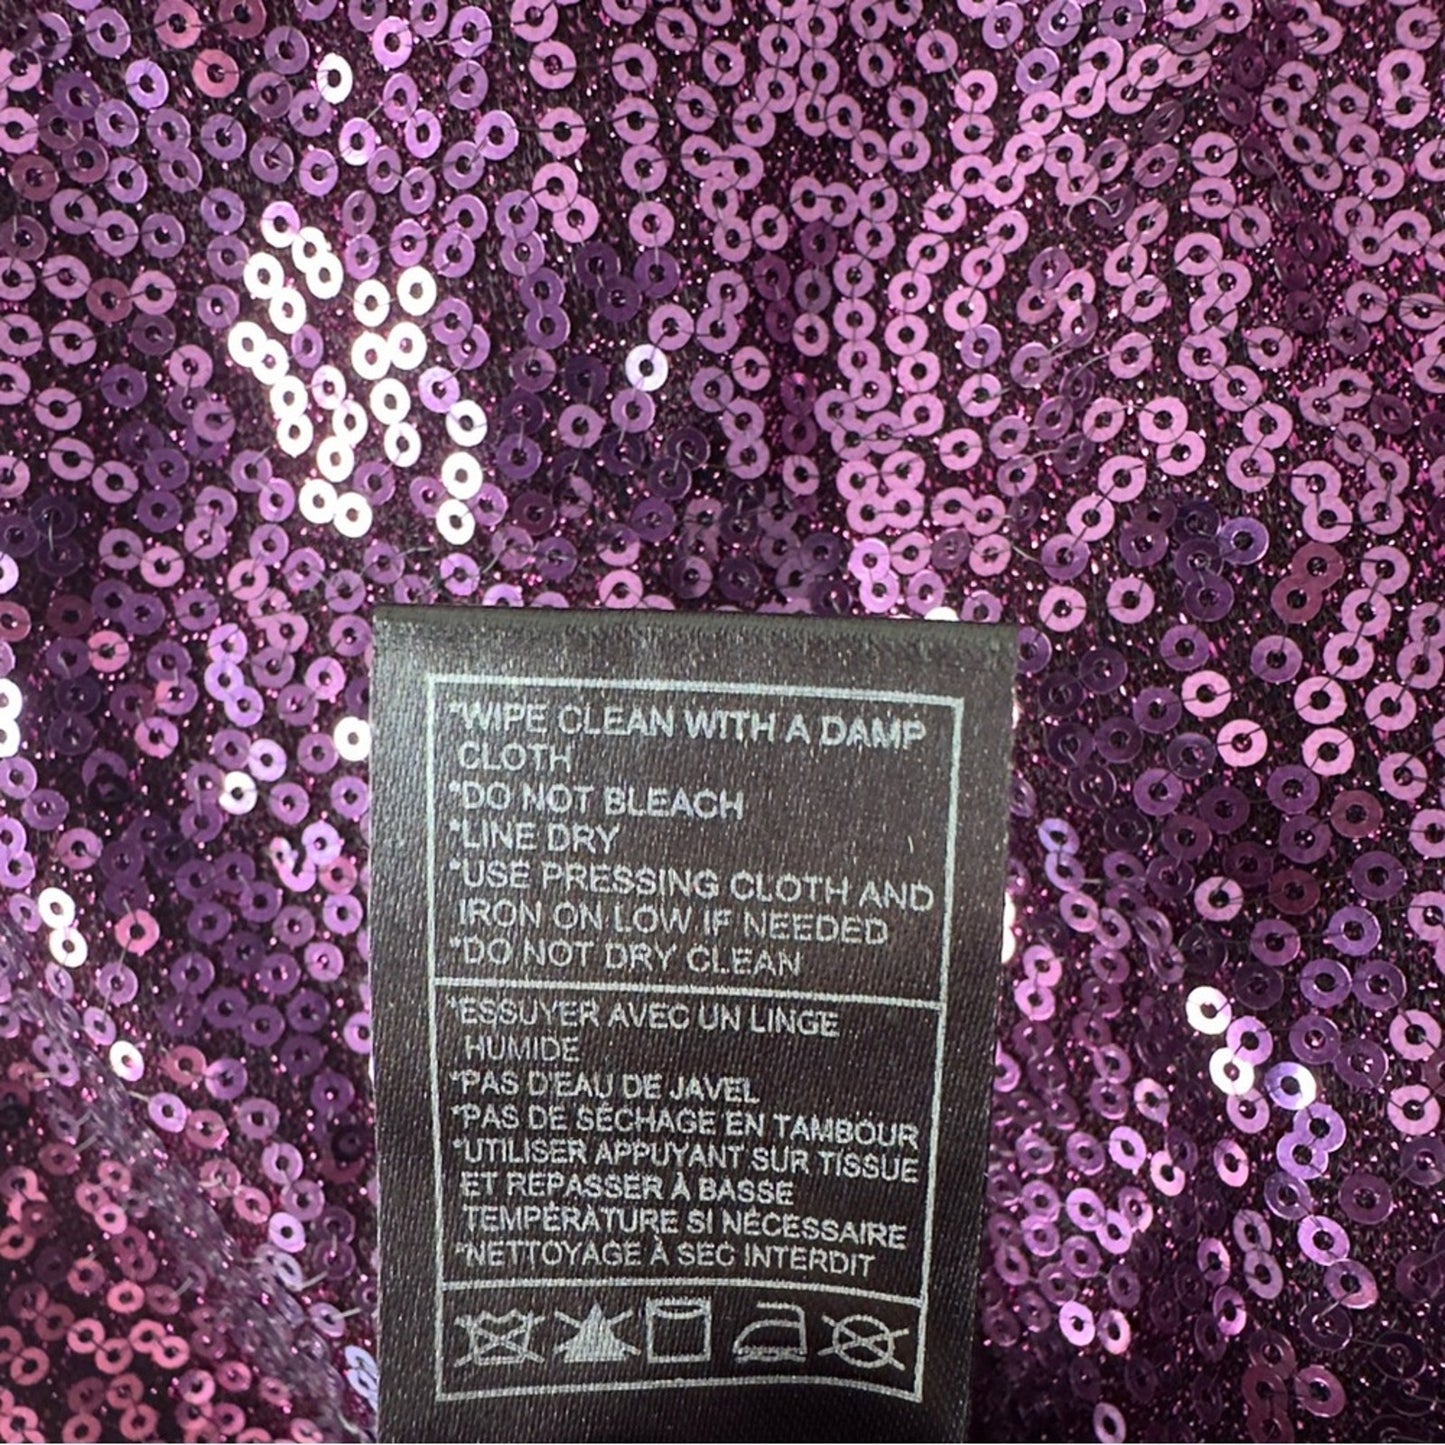 *WIPE CLEAN WITH A DAMP
CLOTH
*DO NOT BLEACH
*LINE DRY
*USE PRESSING CLOTH AND
IRON ON LOW IF NEEDED
*DO NOT DRY CLEAN
*ESSUYER AVEC UN LINGE
HUMIDE
*PAS D'EAU DE JAVEL
*PAS DE SÉCHAGE EN TAMBOUR
*UTILISER APPUYANT SUR TISSUE
ET REPASSER À BASSE
TEMPÉRATURE SI NÉCESSAIRE
*NETTOYAGE À SEC INTERDIT